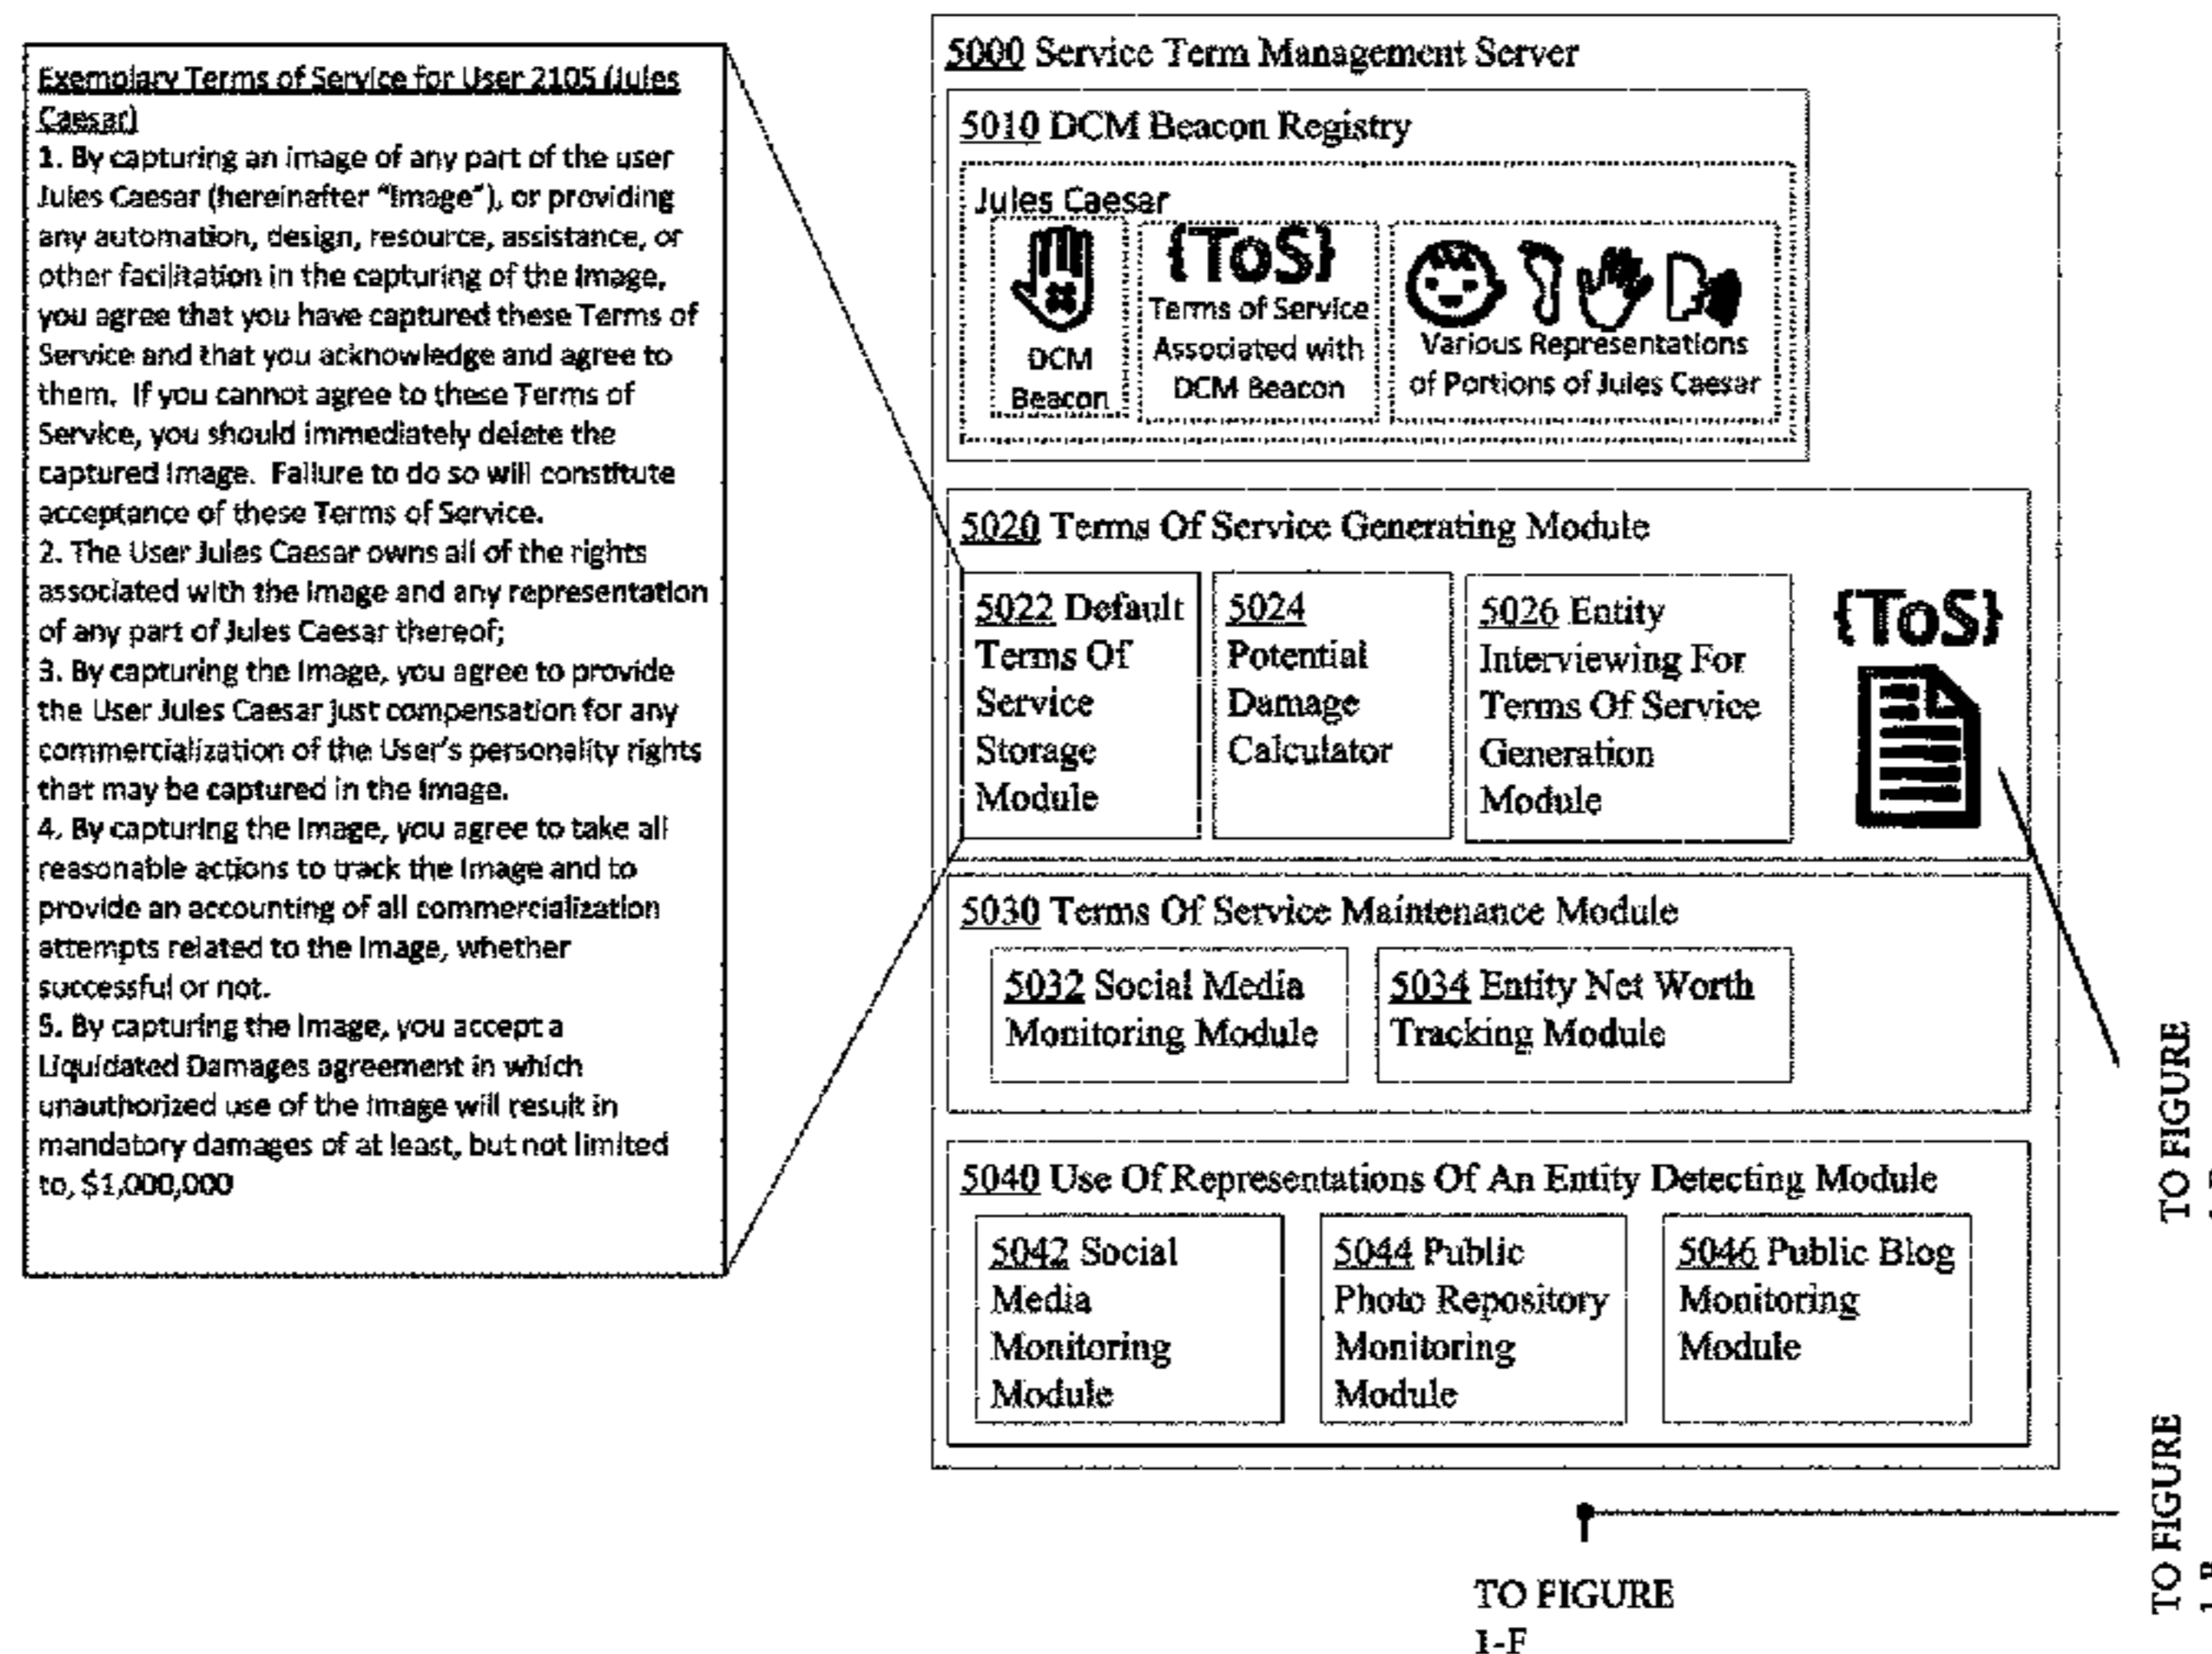 Exemplary Terms of Service for User 2105 (Jules
Caesar)
1. By capturing an image of any part of the user
Jules Caesar (hereinafter "Image"), or providing
any automation, design, resource, assistance, or
other facilitation in the capturing of the Image,
you agree that you have captured these Terms of
Service and that you acknowledge and agree to
them. If you cannot agree to these Terms of
Service, you should immediately delete the
captured Image. Failure to do so will constitute
acceptance of these Terms of Service.
2. The User Jules Caesar owns all of the rights
associated with the Image and any representation
of any part of Jules Caesar thereof;
3. By capturing the Image, you agree to provide
the User Jules Caesar just compensation for any
commercialization of the User's personality rights
that may be captured in the Image.
4. By capturing the Image, you agree to take all
reasonable actions to track the Image and to
provide an accounting of all commercialization
attempts related to the Image, whether
successful or not.
5. By capturing the Image, you accept a
Liquidated Damages agreement in which
unauthorized use of the Image will result in
mandatory damages of at least, but not limited
to, $1,000,000
5000 Service Term Management Server
5010 DCM Beacon Registry
Jules Caesar
DCM
Beacon
{ToS}
Terms of Service
Associated with
DCM Beacon
Various Representations
of Portions of Jules Caesar
5020 Terms Of Service Generating Module
5022 Default
Terms Of
Service
Storage
Module
5024
Potential
Damage
Calculator
5026 Entity
Interviewing For
Terms Of Service
Generation
Module
{ToS}
5030 Terms Of Service Maintenance Module
5032 Social Media
Monitoring Module
5034 Entity Net Worth
Tracking Module
5040 Use Of Representations Of An Entity Detecting Module
5042 Social
Media
Monitoring
Module
5044 Public
Photo Repository
Monitoring
Module
5046 Public Blog
Monitoring
Module
TO FIGURE
TO FIGURE
TO FIGURE
1-F